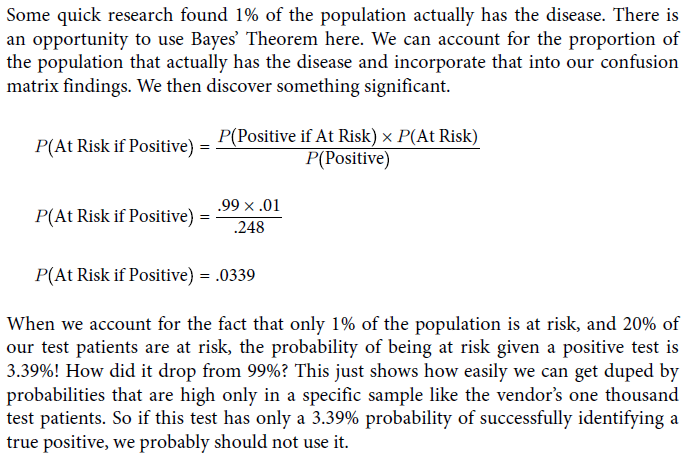 Some quick research found 1% of the population actually has the disease. There is
an opportunity to use Bayes’ Theorem here. We can account for the proportion of
the population that actually has the disease and incorporate that into our confusion
matrix findings. We then discover something significant.
P(At Risk if Positive) = P(Positive if At Risk) × P(At Risk) / P(Positive)
P(At Risk if Positive) = .99 × .01 / .248
P(At Risk if Positive) = .0339
When we account for the fact that only 1% of the population is at risk, and 20% of
our test patients are at risk, the probability of being at risk given a positive test is
3.39%! How did it drop from 99%? This just shows how easily we can get duped by
probabilities that are high only in a specific sample like the vendor’s one thousand
test patients. So if this test has only a 3.39% probability of successfully identifying a
true positive, we probably should not use it.